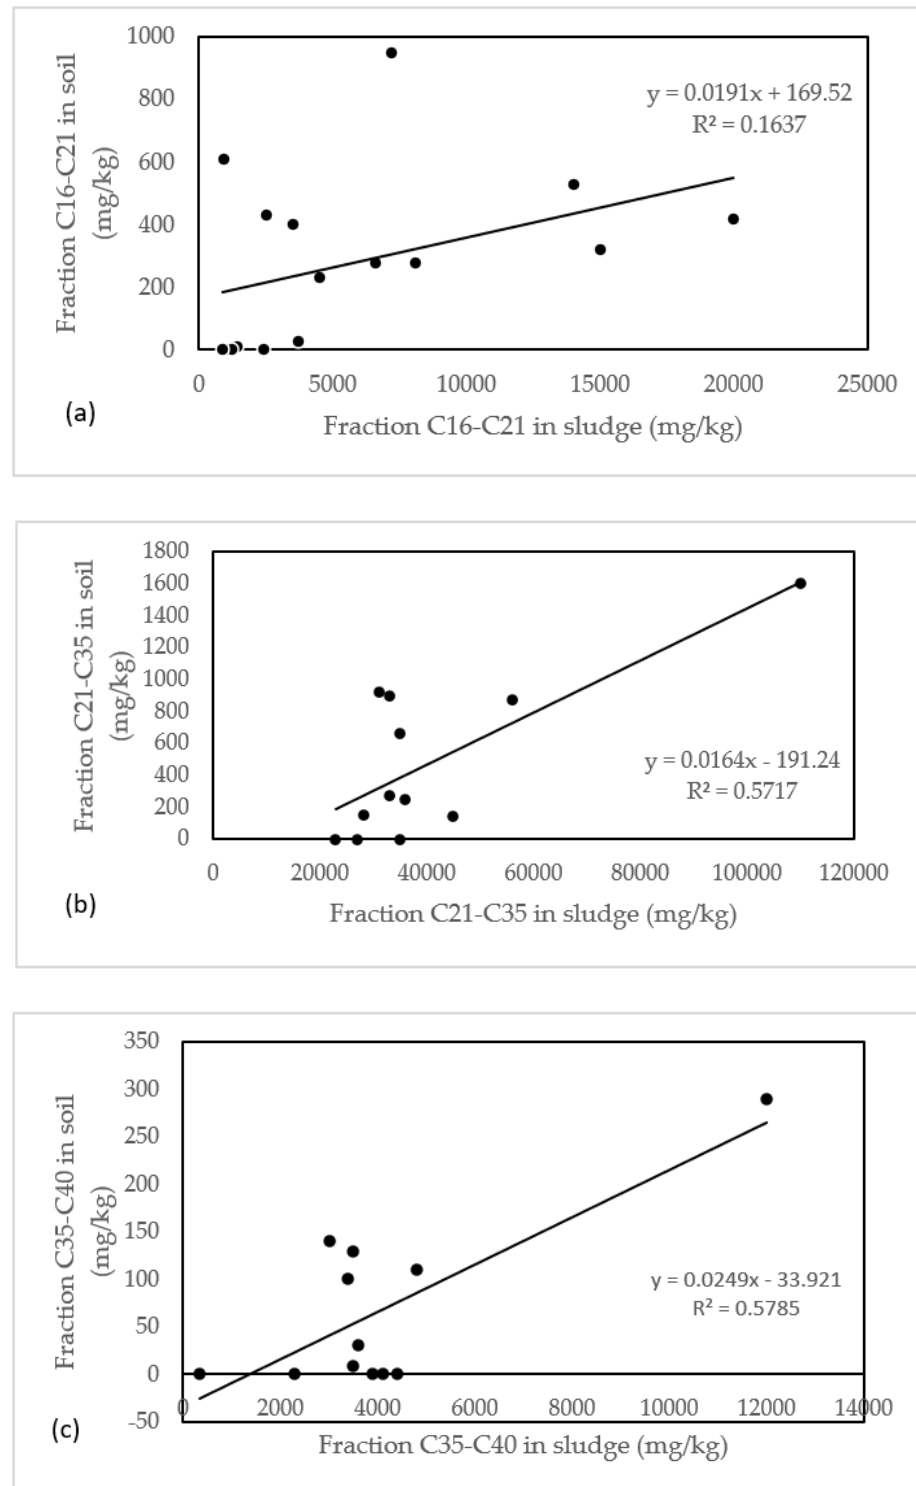 1000
800
600
400
200
0
Fraction C16-C21 in soil
(mg/kg)
y = 0.0191x + 169.52
R² = 0.1637
0 5000 10000 15000 20000 25000
Fraction C16-C21 in sludge (mg/kg)
(a)
1800
1600
1400
1200
1000
800
600
400
200
0
Fraction C21-C35 in soil
(mg/kg)
y = 0.0164x - 191.24
R² = 0.5717
0 20000 40000 60000 80000 100000 120000
Fraction C21-C35 in sludge (mg/kg)
(b)
350
300
250
200
150
100
50
0
-50
Fraction C35-C40 in soil
(mg/kg)
y = 0.0249x - 33.921
R² = 0.5785
0 2000 4000 6000 8000 10000 12000 14000
Fraction C35-C40 in sludge (mg/kg)
(c)